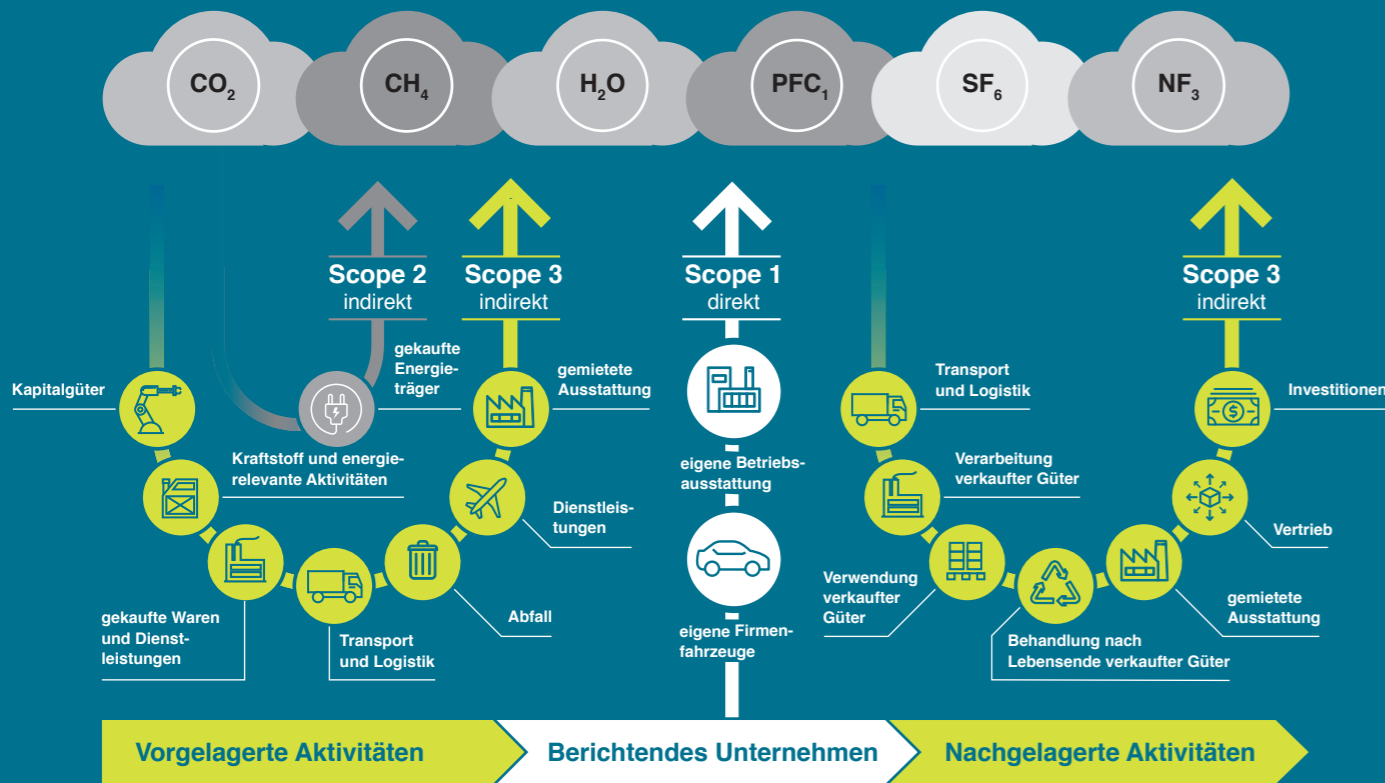 CO₂
CH₄
H₂O
PFC₁
SF₆
NF₃
Scope 2
indirekt
Scope 3
indirekt
Scope 1
direkt
Scope 3
indirekt
Kapitalgüter
gekaufte
Energie-
träger
gemietete
Ausstattung
Kraftstoff und energie-
relevante Aktivitäten
Dienstleis-
tungen
gekaufte Waren
und Dienst-
leistungen
Transport
und Logistik
Abfall
eigene Betriebs-
ausstattung
eigene Firmen-
fahrzeuge
Transport
und Logistik
Verarbeitung
verkaufter Güter
Verwendung
verkaufter
Güter
Behandlung nach
Lebensende verkaufter Güter
gemietete
Ausstattung
Vertrieb
$
Investitionen
Vorgelagerte Aktivitäten
Berichtendes Unternehmen
Nachgelagerte Aktivitäten